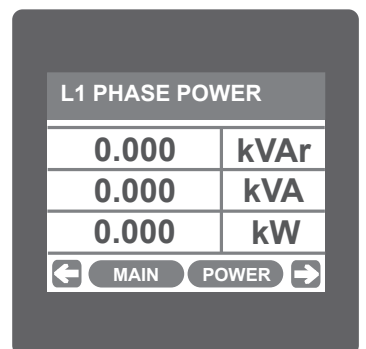 L1 PHASE POWER
0.000 kVAr
0.000 kVA
0.000 kW
MAIN POWER